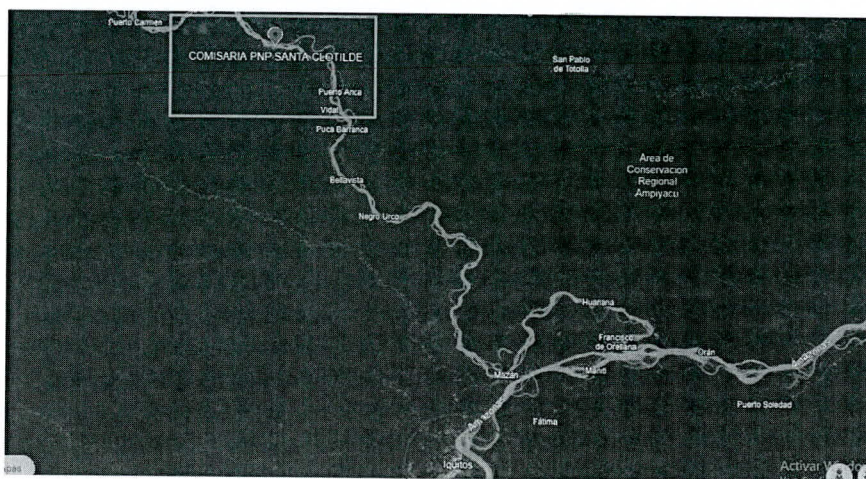 Puerto Carmen
COMISARIA PNP SANTA CLOTILDE
San Pablo
de Totolla
Puerto Arica
Vidal
Puca Barranca
Area de
Conservacion
Regional
Ampiyacu
Bellavista
Negro Urco
Huanana
Francisco
de Orellana
Orán
Mazán
Manití
Puerto Soledad
Fátima
Iquitos
Activar